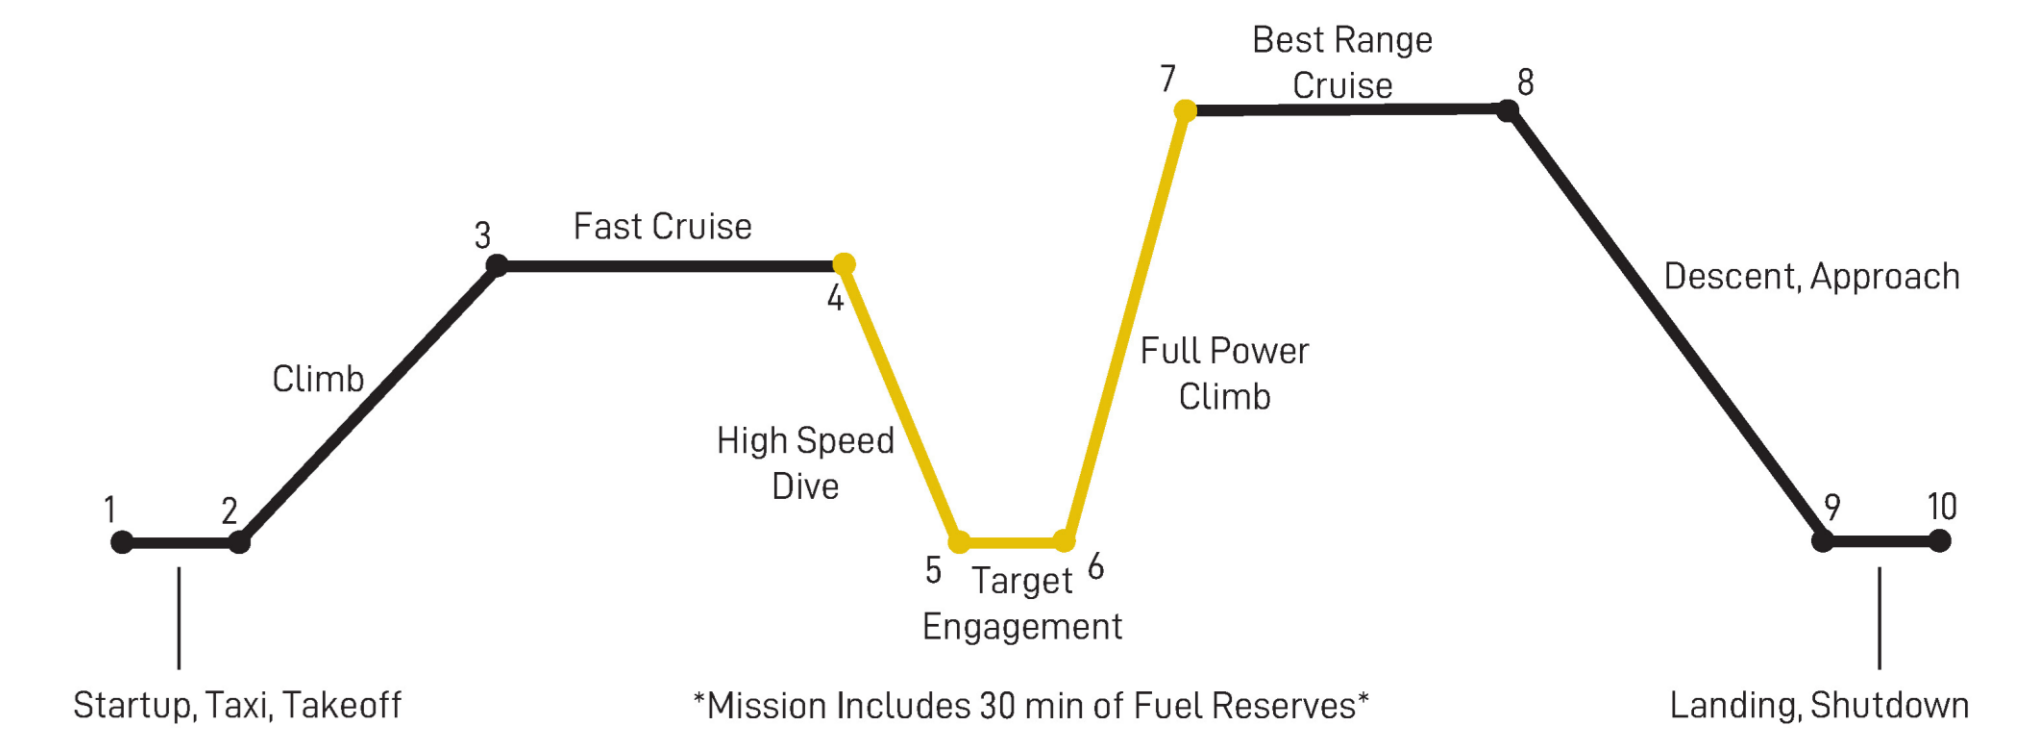 Best Range
Cruise
7
8
3
Fast Cruise
4
Descent, Approach
Full Power
Climb
Climb
High Speed
Dive
1
2
9
10
5
6
Target
Engagement
Startup, Taxi, Takeoff
*Mission Includes 30 min of Fuel Reserves*
Landing, Shutdown